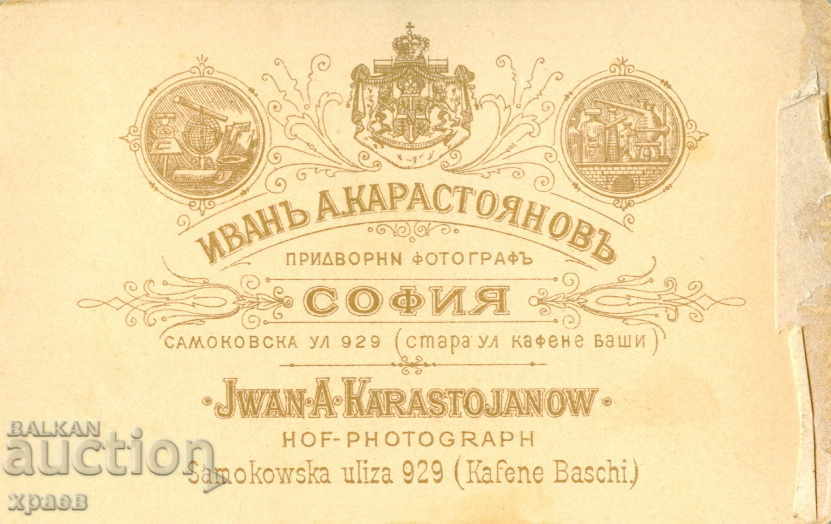 ИВАНЪ А.КАРАСТОЯНОВЪ
ПРИДВОРНИ ФОТОГРАФЪ
СОФИЯ
САМОКОВСКА УЛ 929 (стара ул кафене баши)
·JWAN·A·KARASTOJANOW·
HOF-PHOTOGRAPH
Samokowska uliza 929 (Kafene Baschi.)
BALKAN
auction
храев